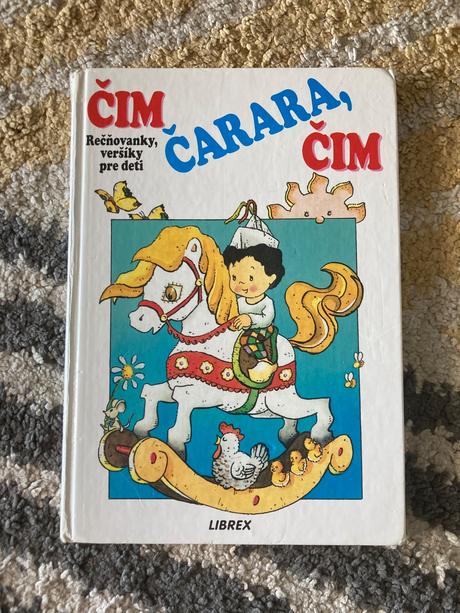 ČIM
ČARARA,
ČIM
Rečňovanky,
veršíky
pre deti
LIBREX